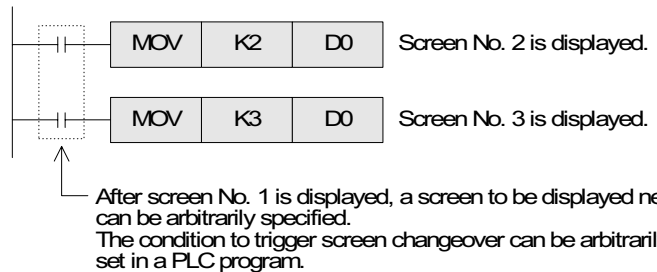 MOV K2 D0 Screen No. 2 is displayed.
MOV K3 D0 Screen No. 3 is displayed.
After screen No. 1 is displayed, a screen to be displayed
can be arbitrarily specified.
The condition to trigger screen changeover can be
set in a PLC program.